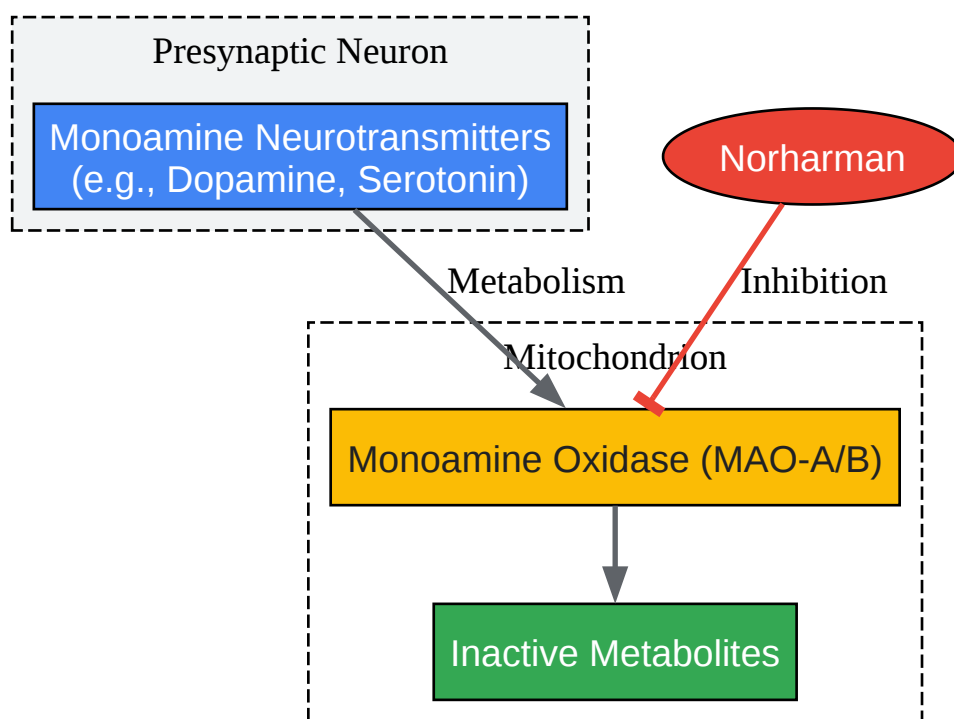 Presynaptic Neuron
Monoamine Neurotransmitters
(e.g., Dopamine, Serotonin)
Norharman
Metabolism
Inhibition
Mitochondrion
Monoamine Oxidase (MAO-A/B)
Inactive Metabolites